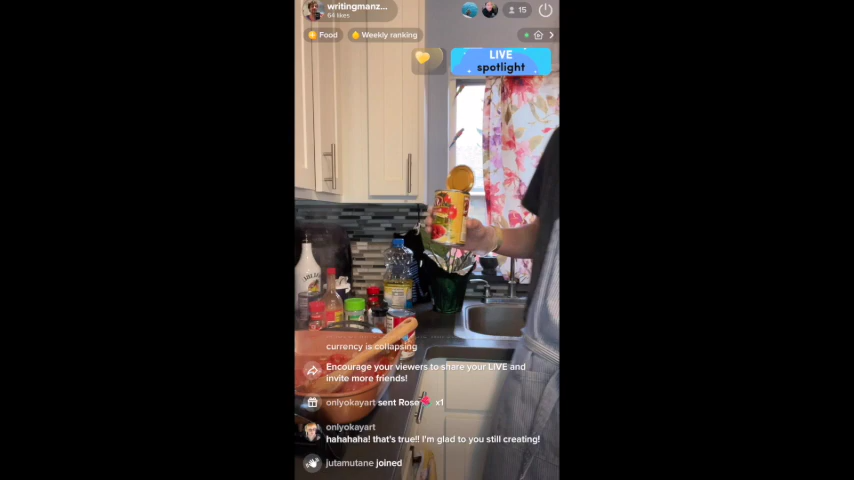 writingmanz...
64 likes
15
Food
Weekly ranking
LIVE
spotlight
currency is collapsing
Encourage your viewers to share your LIVE and
invite more friends!
onlyokayart sent Rose x1
onlyokayart
hahahaha! that's true!! I'm glad to you still creating!
jutamutane joined